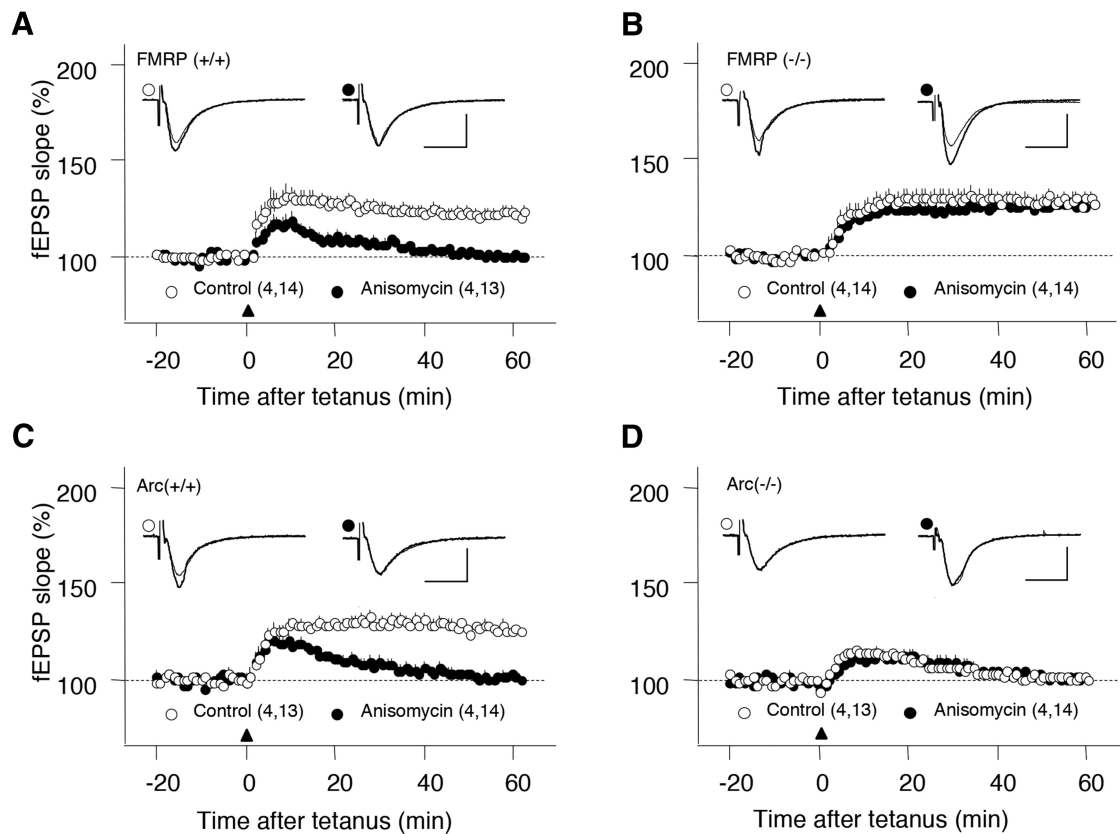 A
FMRP (+/+)
fEPSP slope (%)
200
150
100
Control (4,14) Anisomycin (4,13)
-20 0 20 40 60
Time after tetanus (min)
B
FMRP (-/-)
200
150
100
Control (4,14) Anisomycin (4,14)
-20 0 20 40 60
Time after tetanus (min)
C
Arc(+/+)
fEPSP slope (%)
200
150
100
Control (4,13) Anisomycin (4,14)
-20 0 20 40 60
Time after tetanus (min)
D
Arc(-/-)
200
150
100
Control (4,13) Anisomycin (4,14)
-20 0 20 40 60
Time after tetanus (min)